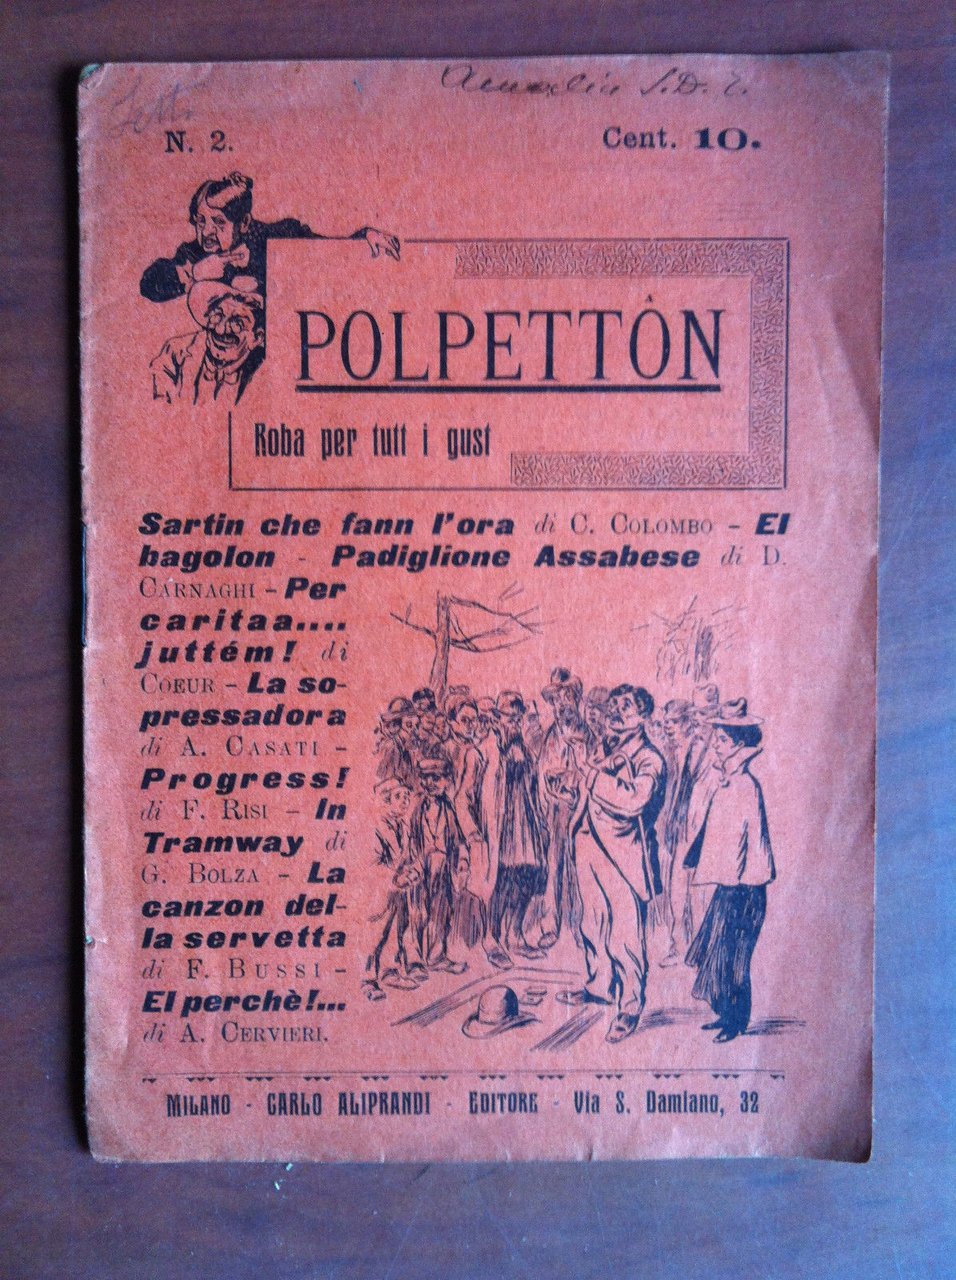 S. D. T.
N. 2.
Cent. 10.
POLPETTÔN
Roba per tutt i gust
Sartin che fann l'ora di C. COLOMBO – El
bagolon - Padiglione Assabese di D.
CARNAGHI – Per
caritaa....
juttém! di
COEUR – La so-
pressadora
di A. CASATI –
Progress!
di F. RISI – In
Tramway di
G. BOLZA – La
canzon del-
la servetta
di F. BUSSI –
El perchè!...
di A. CERVIERI.
MILANO - CARLO ALIPRANDI - EDITORE - Via S. Damiano, 32